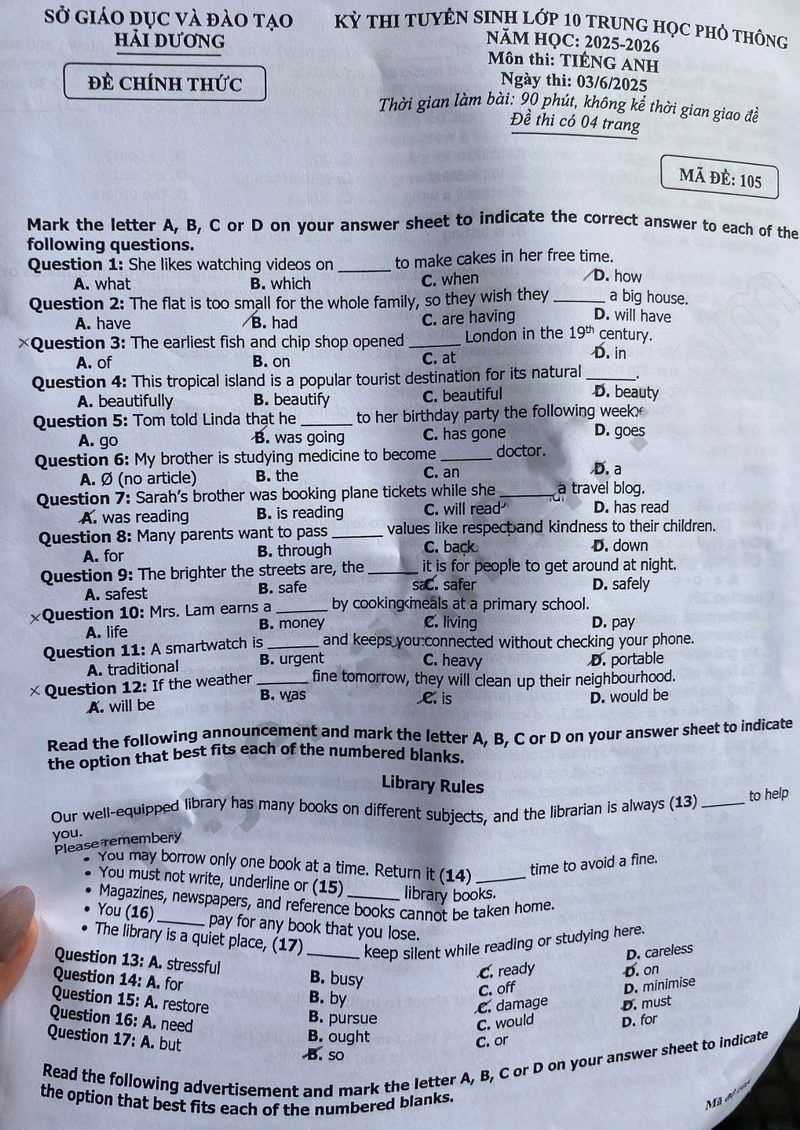 SỞ GIÁO DỤC VÀ ĐÀO TẠO
HẢI DƯƠNG
ĐỀ CHÍNH THỨC
KỲ THI TUYỂN SINH LỚP 10 TRUNG HỌC PHỔ THÔNG
NĂM HỌC: 2025-2026
Môn thi: TIẾNG ANH
Ngày thi: 03/6/2025
Thời gian làm bài: 90 phút, không kể thời gian giao đề
Đề thi có 04 trang
MÃ ĐỀ: 105
Mark the letter A, B, C or D on your answer sheet to indicate the correct answer to each of the
following questions.
Question 1: She likes watching videos on ______ to make cakes in her free time.
A. what B. which C. when D. how
Question 2: The flat is too small for the whole family, so they wish they ______ a big house.
A. have B. had C. are having D. will have
Question 3: The earliest fish and chip shop opened ______ London in the 19th century.
A. of B. on C. at D. in
Question 4: This tropical island is a popular tourist destination for its natural ______.
A. beautifully B. beautify C. beautiful D. beauty
Question 5: Tom told Linda that he ______ to her birthday party the following week.
A. go B. was going C. has gone D. goes
Question 6: My brother is studying medicine to become ______ doctor.
A. Ø (no article) B. the C. an D. a
Question 7: Sarah's brother was booking plane tickets while she ______ a travel blog.
A. was reading B. is reading C. will read D. has read
Question 8: Many parents want to pass ______ values like respect and kindness to their children.
A. for B. through C. back D. down
Question 9: The brighter the streets are, the ______ it is for people to get around at night.
A. safest B. safe C. safer D. safely
Question 10: Mrs. Lam earns a ______ by cooking meals at a primary school.
A. life B. money C. living D. pay
Question 11: A smartwatch is ______ and keeps you connected without checking your phone.
A. traditional B. urgent C. heavy D. portable
Question 12: If the weather ______ fine tomorrow, they will clean up their neighbourhood.
A. will be B. was C. is D. would be
Read the following announcement and mark the letter A, B, C or D on your answer sheet to indicate
the option that best fits each of the numbered blanks.
Library Rules
Our well-equipped library has many books on different subjects, and the librarian is always (13) ______ to help
you.
Please remember
• You may borrow only one book at a time. Return it (14) ______ time to avoid a fine.
• You must not write, underline or (15) ______ library books.
• Magazines, newspapers, and reference books cannot be taken home.
• You (16) ______ pay for any book that you lose.
• The library is a quiet place, (17) ______ keep silent while reading or studying here.
Question 13: A. stressful B. busy C. ready D. careless
Question 14: A. for B. by C. off D. on
Question 15: A. restore B. pursue C. damage D. minimise
Question 16: A. need B. ought C. would D. must
Question 17: A. but B. so C. or D. for
Read the following advertisement and mark the letter A, B, C or D on your answer sheet to indicate
the option that best fits each of the numbered blanks.